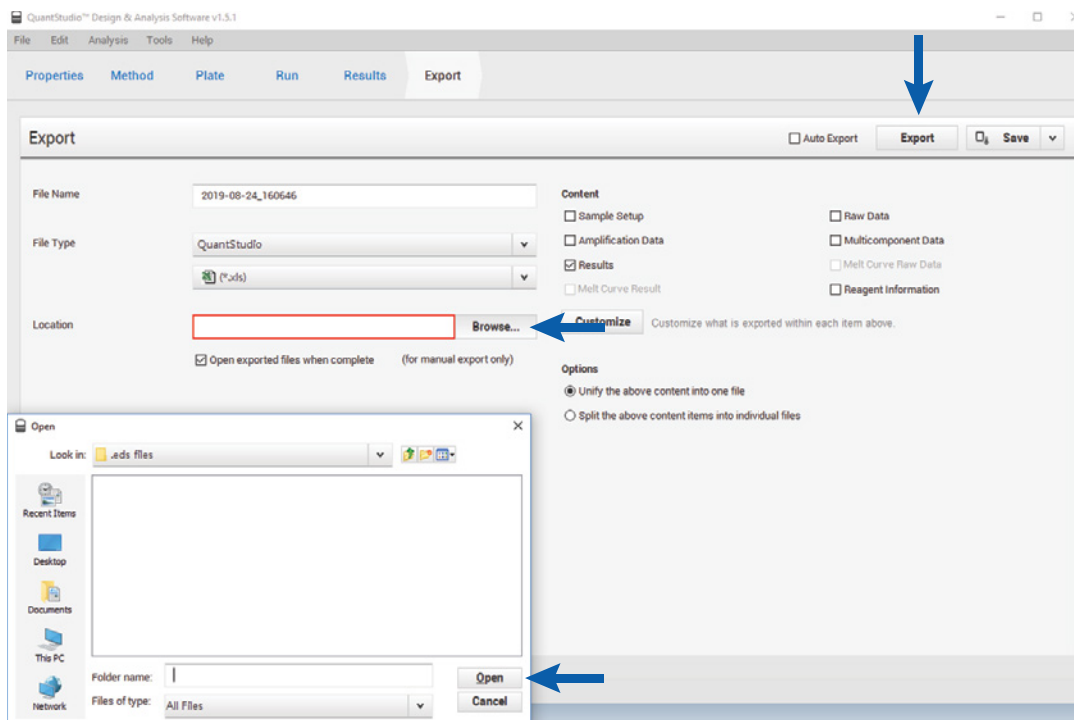 QuantStudio™ Design & Analysis Software v1.5.1
File Edit Analysis Tools Help
Properties Method Plate Run Results Export
Export
Auto Export Export Save
File Name 2019-08-24_160646
File Type QuantStudio
(*.xls)
Location Browse...
Open exported files when complete (for manual export only)
Content
Sample Setup Raw Data
Amplification Data Multicomponent Data
Results Melt Curve Raw Data
Melt Curve Result Reagent Information
Customize Customize what is exported within each item above.
Options
Unify the above content into one file
Split the above content items into individual files
Open
Look in: .eds files
Recent Items
Desktop
Documents
This PC
Network
Folder name: Open
Files of type: All Files Cancel